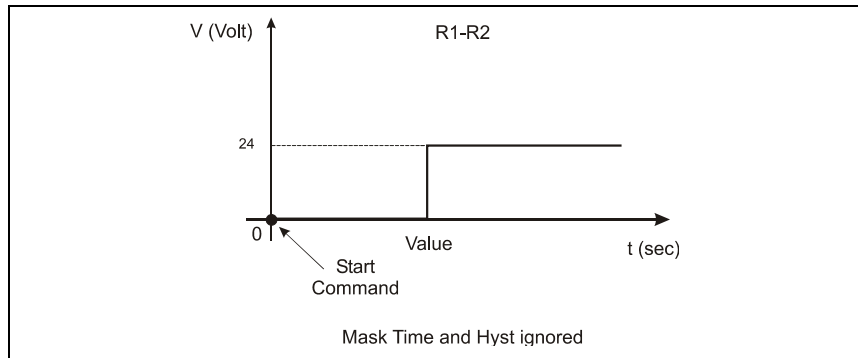 V (Volt)
R1-R2
24
0
Value
t (sec)
Start
Command
Mask Time and Hyst ignored